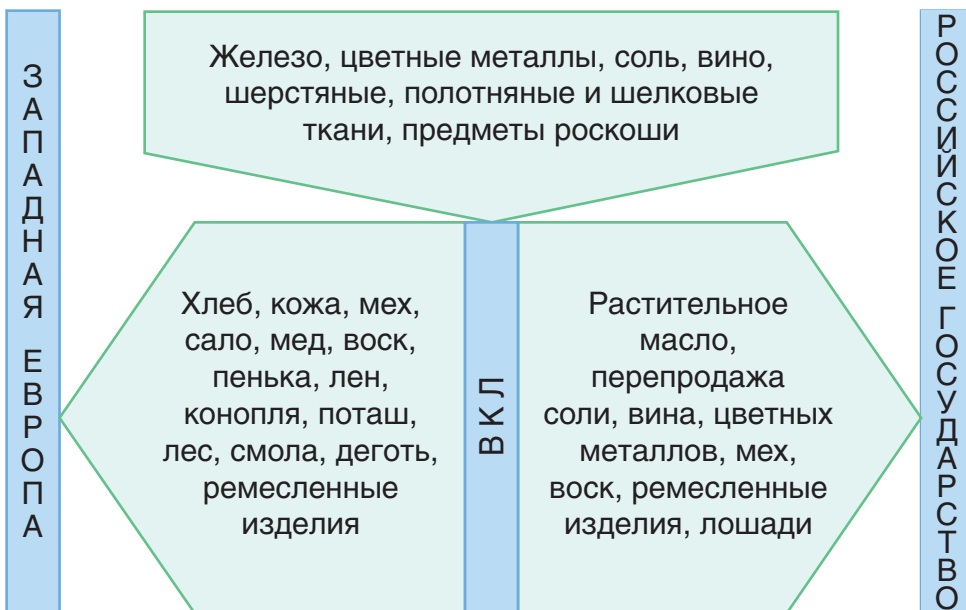 ЗАПАДНАЯ ЕВРОПА
Железо, цветные металлы, соль, вино,
шерстяные, полотняные и шелковые
ткани, предметы роскоши
Хлеб, кожа, мех,
сало, мед, воск,
пенька, лен,
конопля, поташ,
лес, смола, деготь,
ремесленные
изделия
ВКЛ
Растительное
масло,
перепродажа
соли, вина, цветных
металлов, мех,
воск, ремесленные
изделия, лошади
РОССИЙСКОЕ ГОСУДАРСТВО